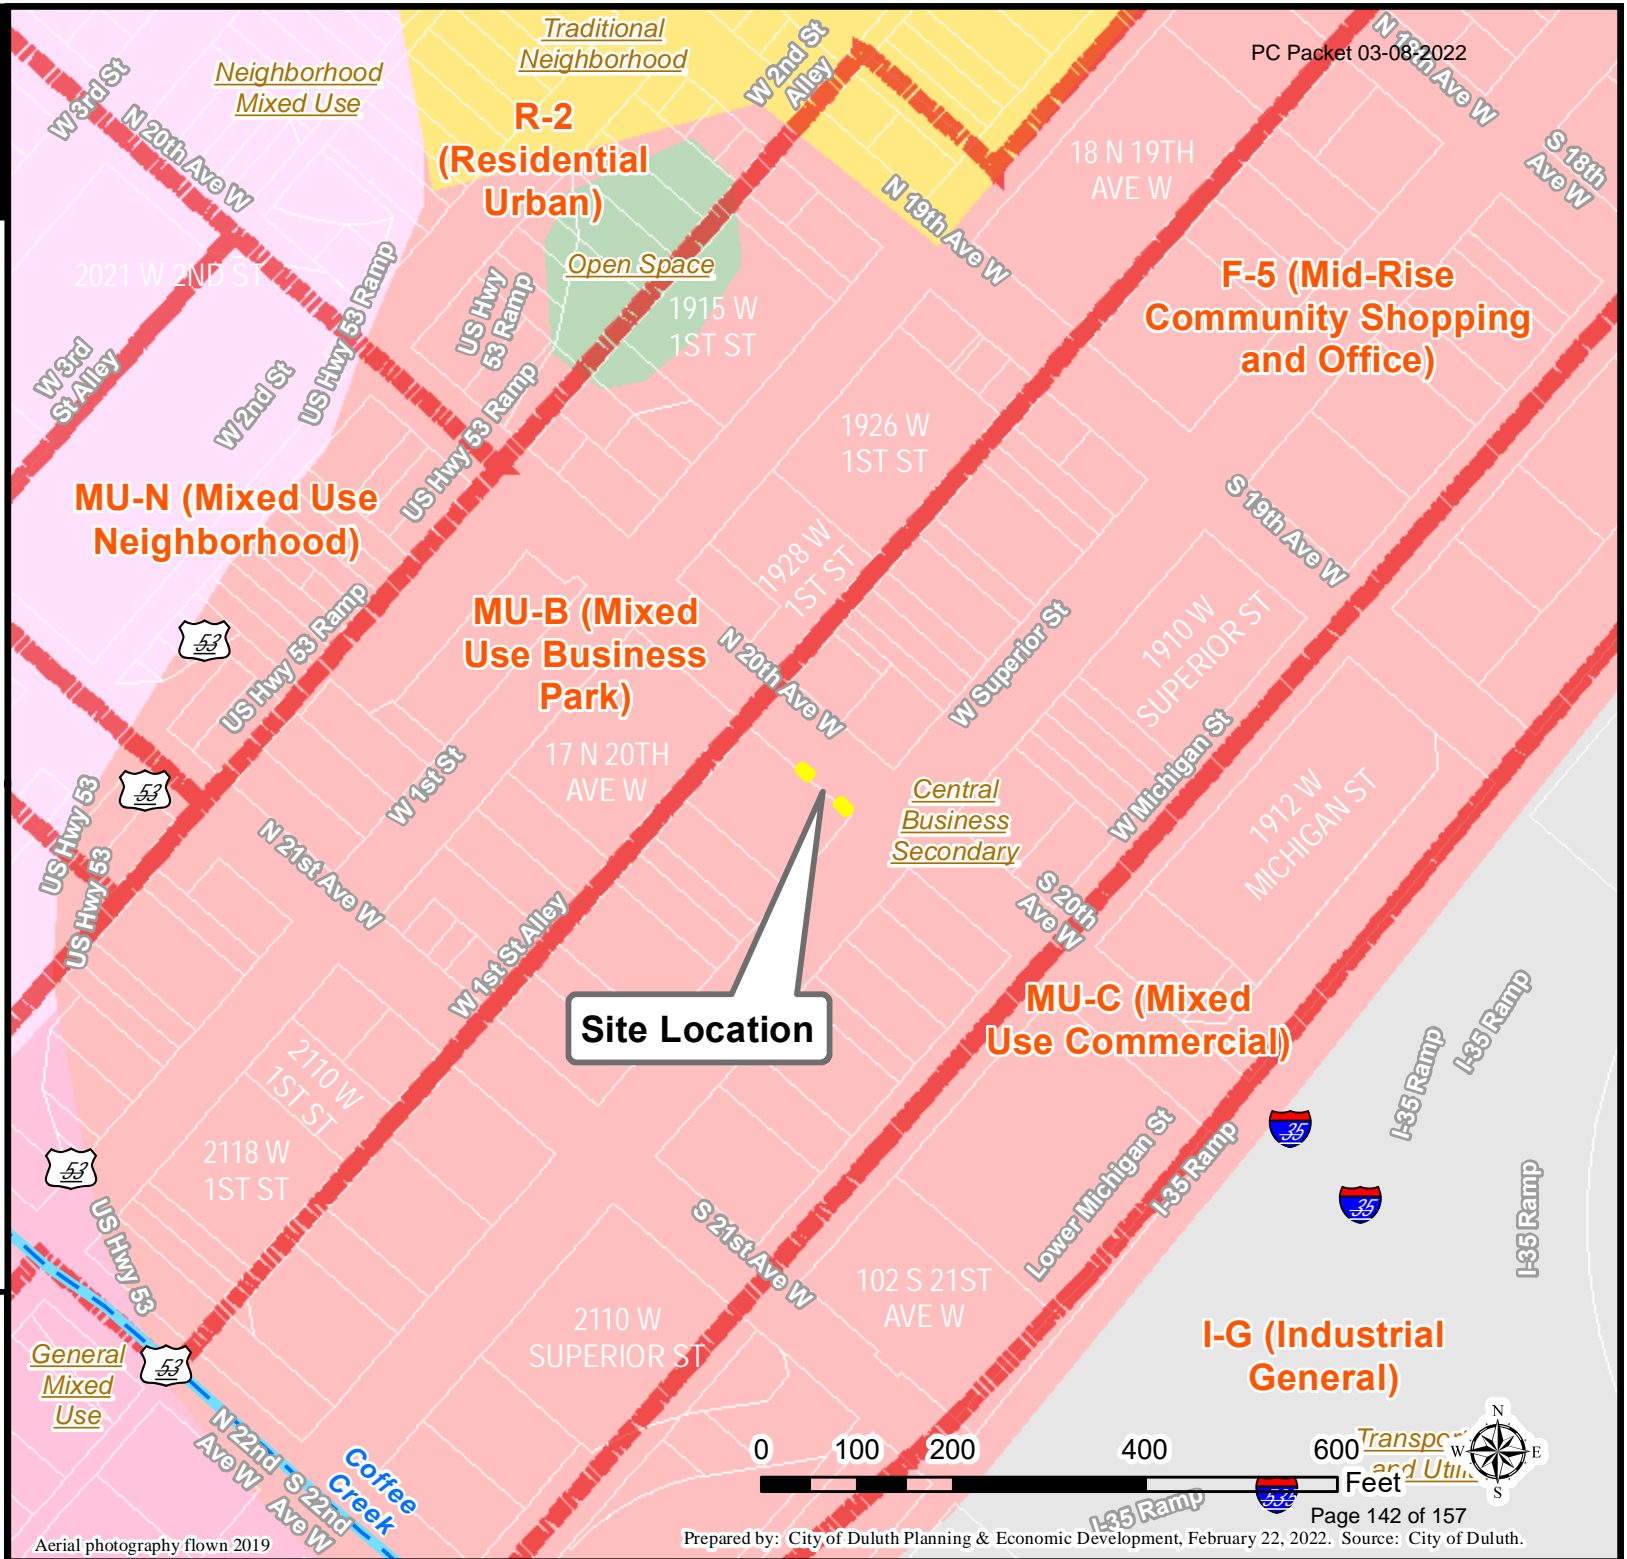 PC Packet 03-08-2022
Traditional
Neighborhood
Neighborhood
Mixed Use
W 3rd St
N 20th Ave W
W 2nd St
Alley
N 19th Ave W
S 18th
Ave W
R-2
(Residential
Urban)
18 N 19TH
AVE W
N 19th Ave W
2021 W 2ND ST
US Hwy 53 Ramp
US Hwy
53 Ramp
Open Space
1915 W
1ST ST
F-5 (Mid-Rise
Community Shopping
and Office)
W 3rd
St Alley
W 2nd St
US Hwy 53 Ramp
1926 W
1ST ST
MU-N (Mixed Use
Neighborhood)
S 19th Ave W
1928 W
1ST ST
53
US Hwy 53 Ramp
MU-B (Mixed
Use Business
Park)
N 20th Ave W
W Superior St
1910 W
SUPERIOR ST
53
US Hwy 53
W 1st St
17 N 20TH
AVE W
Central
Business
Secondary
W Michigan St
1912 W
MICHIGAN ST
US Hwy 53
N 21st Ave W
W 1st St Alley
S 20th
Ave W
Site Location
MU-C (Mixed
Use Commercial)
I-35 Ramp
I-35 Ramp
2110 W
1ST ST
53
2118 W
1ST ST
US Hwy 53
Lower Michigan St
I-35 Ramp
35
35
I-35 Ramp
S 21st Ave W
102 S 21ST
AVE W
2110 W
SUPERIOR ST
I-G (Industrial
General)
General
Mixed
Use
53
N 22nd
Ave W
S 22nd
Ave W
Coffee
Creek
0 100 200 400 600
Feet
N
W E
S
and
535
I-35 Ramp
Page 142 of 157
Aerial photography flown 2019
Prepared by: City of Duluth Planning & Economic Development, February 22, 2022. Source: City of Duluth.